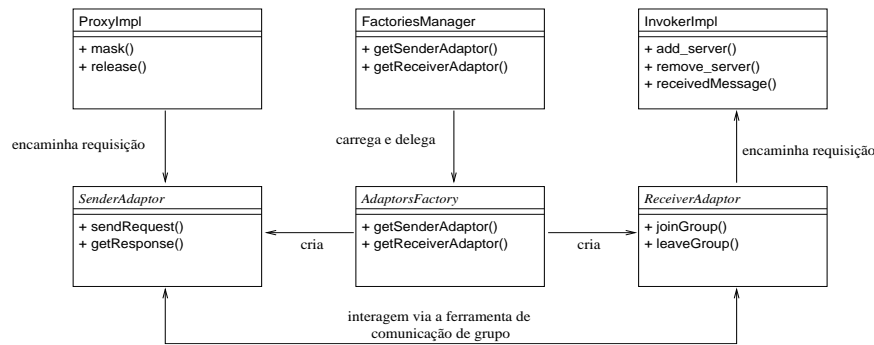 ProxyImpl
+ mask()
+ release()
FactoriesManager
+ getSenderAdaptor()
+ getReceiverAdaptor()
InvokerImpl
+ add_server()
+ remove_server()
+ receivedMessage()
encaminha requisição
carrega e delega
encaminha requisição
SenderAdaptor
+ sendRequest()
+ getResponse()
cria
AdaptorsFactory
+ getSenderAdaptor()
+ getReceiverAdaptor()
cria
ReceiverAdaptor
+ joinGroup()
+ leaveGroup()
interagem via a ferramenta de
comunicação de grupo